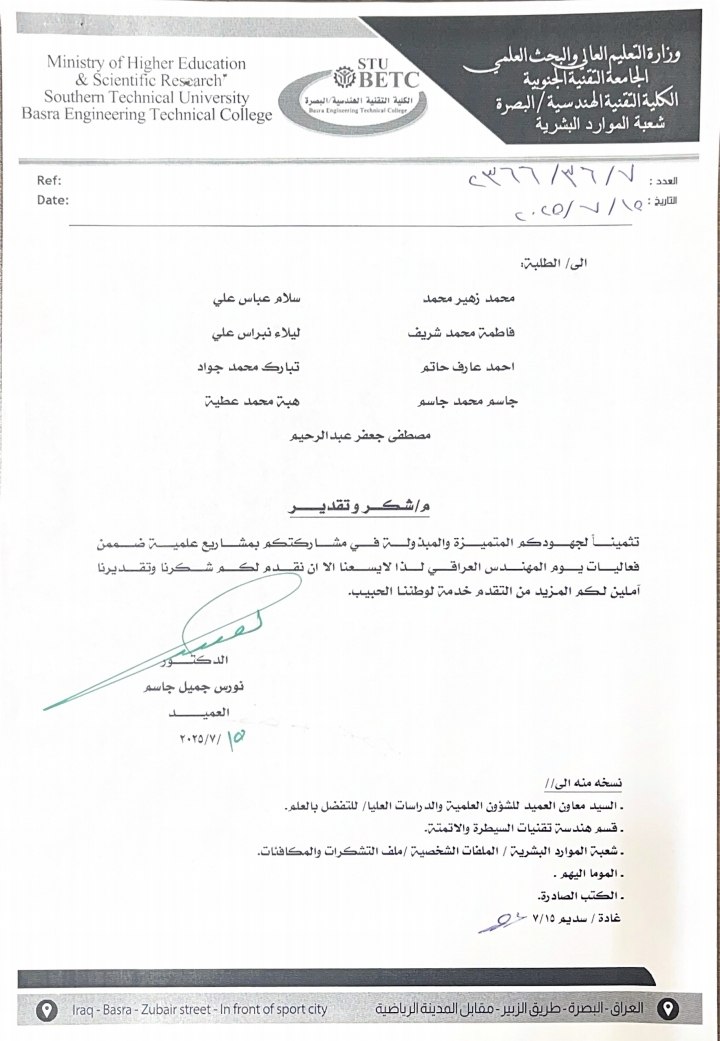 Ministry of Higher Education
& Scientific Research
Southern Technical University
Basra Engineering Technical College
STU
BETC
الكلية التقنية الهندسية/البصرة
Basra Engineering Technical College
وزارة التعليم العالي والبحث العلمي
الجامعة التقنية الجنوبية
الكلية التقنية الهندسية /البصرة
شعبة الموارد البشرية
Ref:
Date:
العدد : ٧/ ٣٦/ ٢٣٦٦
التاريخ: ١٥/ ٧ /٢٠٢٥
الى/ الطلبة:
محمد زهير محمد سلام عباس علي
فاطمة محمد شريف ليلاء نبراس علي
احمد عارف حاتم تبارك محمد جواد
جاسم محمد جاسم هبة محمد عطية
مصطفى جعفر عبدالرحيم
م/شكر وتقدير
تثميناً لجهودكم المتميزة والمبذولة في مشاركتكم بمشاريع علمية ضمن
فعاليات يوم المهندس العراقي لذا لايسعنا الا ان نقدم لكم شكرنا وتقديرنا
آملين لكم المزيد من التقدم خدمة لوطننا الحبيب.
الدكتور
نورس جميل جاسم
العميد
١٥ /٢٠٢٥/٧
نسخه منه الى//
. السيد معاون العميد للشؤون العلمية والدراسات العليا/ للتفضل بالعلم.
. قسم هندسة تقنيات السيطرة والاتمتة.
. شعبة الموارد البشرية / الملفات الشخصية /ملف التشكرات والمكافئات.
. الموما اليهم .
. الكتب الصادرة.
غادة / سديم ٧/١٥
Iraq - Basra - Zubair street - In front of sport city
العراق - البصرة - طريق الزبير - مقابل المدينة الرياضية